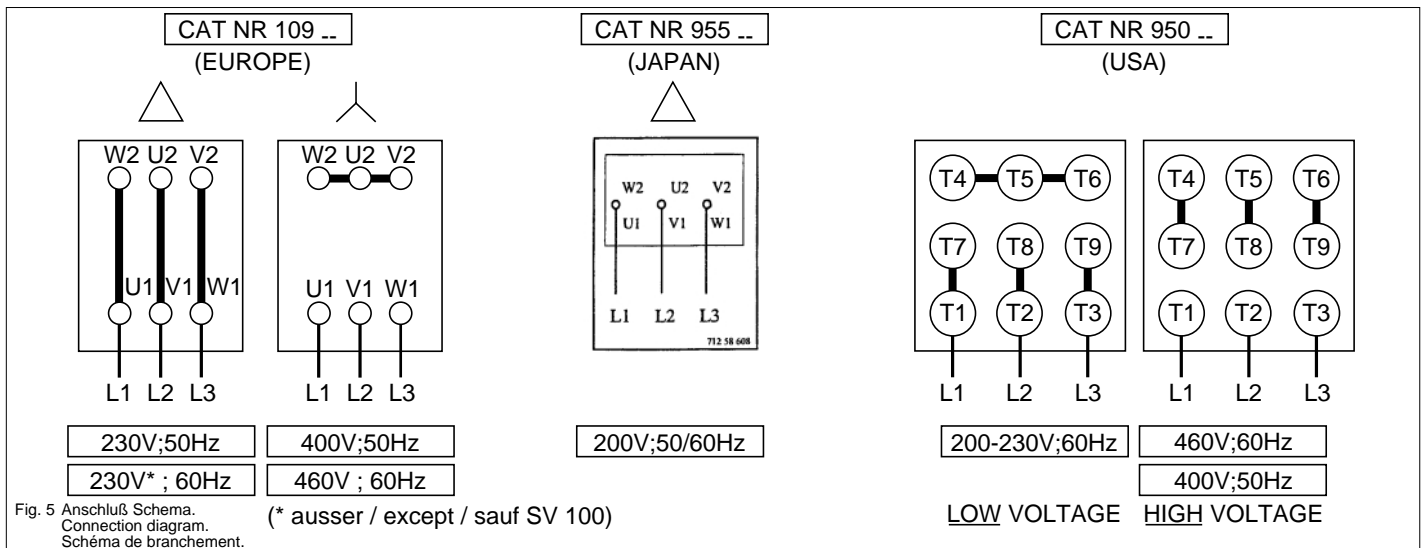 CAT NR 109 --
(EUROPE)
W2 U2 V2
U1 V1 W1
L1 L2 L3
230V;50Hz
230V* ; 60Hz
W2 U2 V2
U1 V1 W1
L1 L2 L3
400V;50Hz
460V ; 60Hz
(* ausser / except / sauf SV 100)
Fig. 5 Anschluß Schema.
Connection diagram.
Schéma de branchement.
CAT NR 955 --
(JAPAN)
W2 U2 V2
U1 V1 W1
L1 L2 L3
712 58 608
200V;50/60Hz
CAT NR 950 --
(USA)
T4 T5 T6
T7 T8 T9
T1 T2 T3
L1 L2 L3
200-230V;60Hz
LOW VOLTAGE
T4 T5 T6
T7 T8 T9
T1 T2 T3
L1 L2 L3
460V;60Hz
400V;50Hz
HIGH VOLTAGE